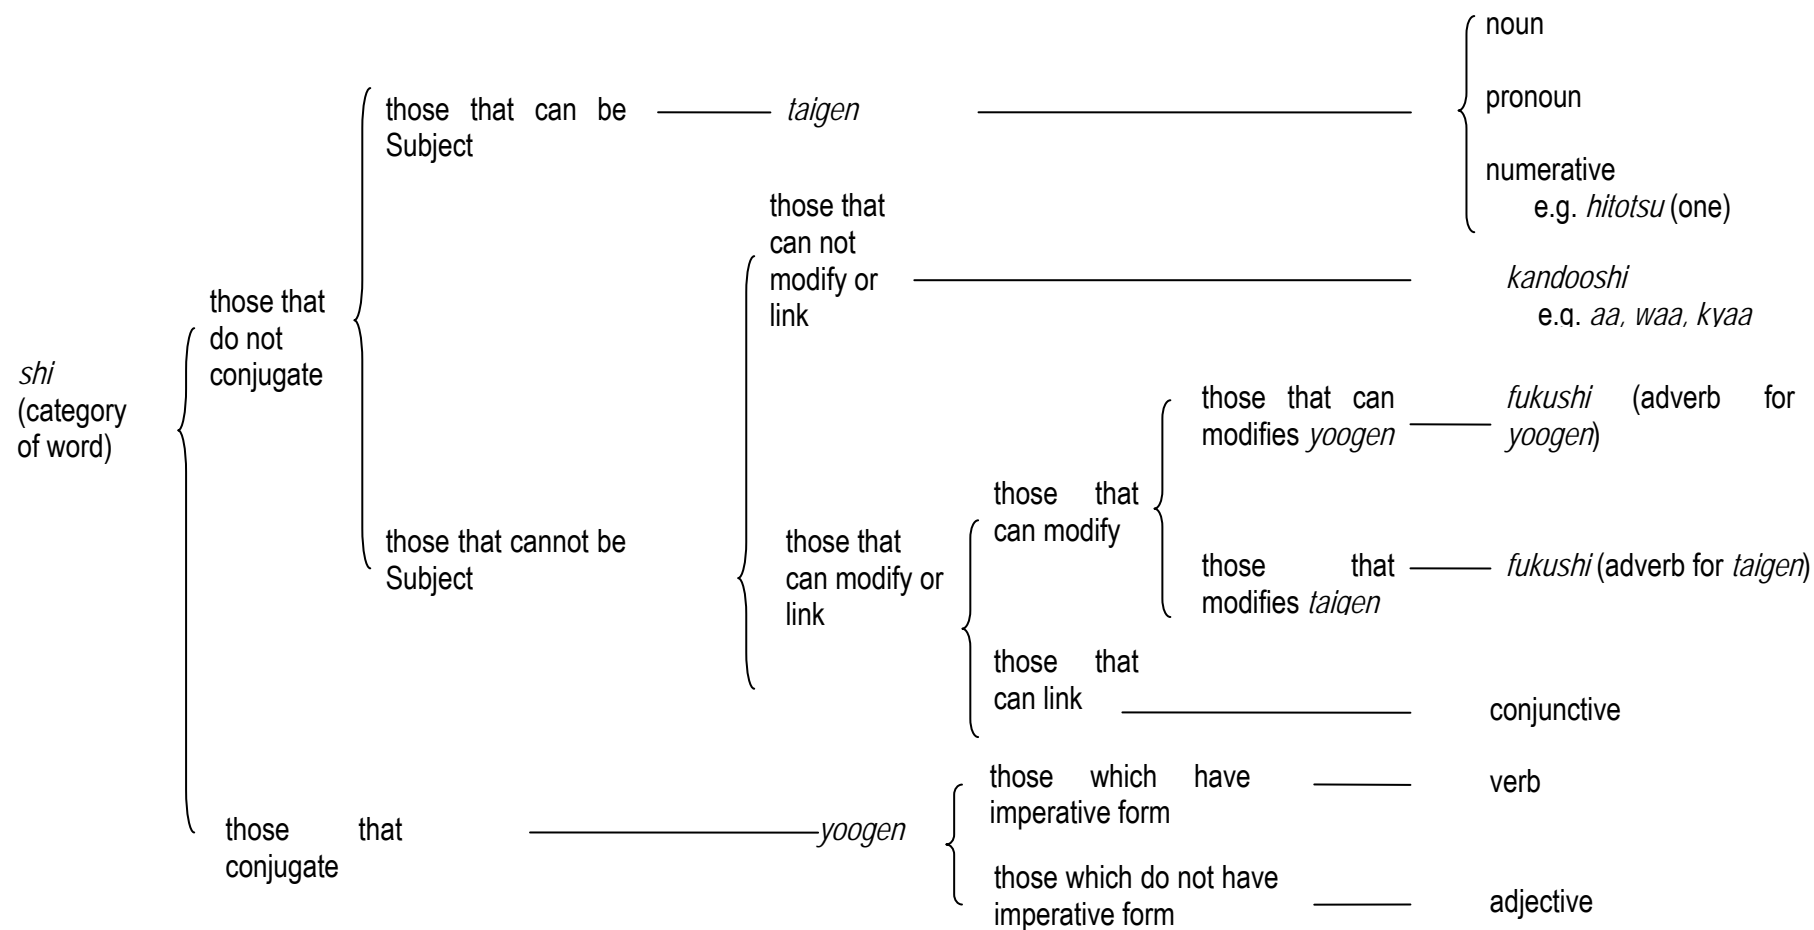 noun
those that can be
Subject
taigen
pronoun
numerative
e.g. hitotsu (one)
those that
can not
modify or
link
kandooshi
e.g. aa, waa, kyaa
those that
do not
conjugate
shi
(category
of word)
those that can
modifies yoogen
fukushi (adverb for
yoogen)
those that
can modify
those that cannot be
Subject
those that
can modify or
link
those that
modifies taigen
fukushi (adverb for taigen)
those that
can link
conjunctive
those which have
imperative form
verb
those that
conjugate
yoogen
those which do not have
imperative form
adjective